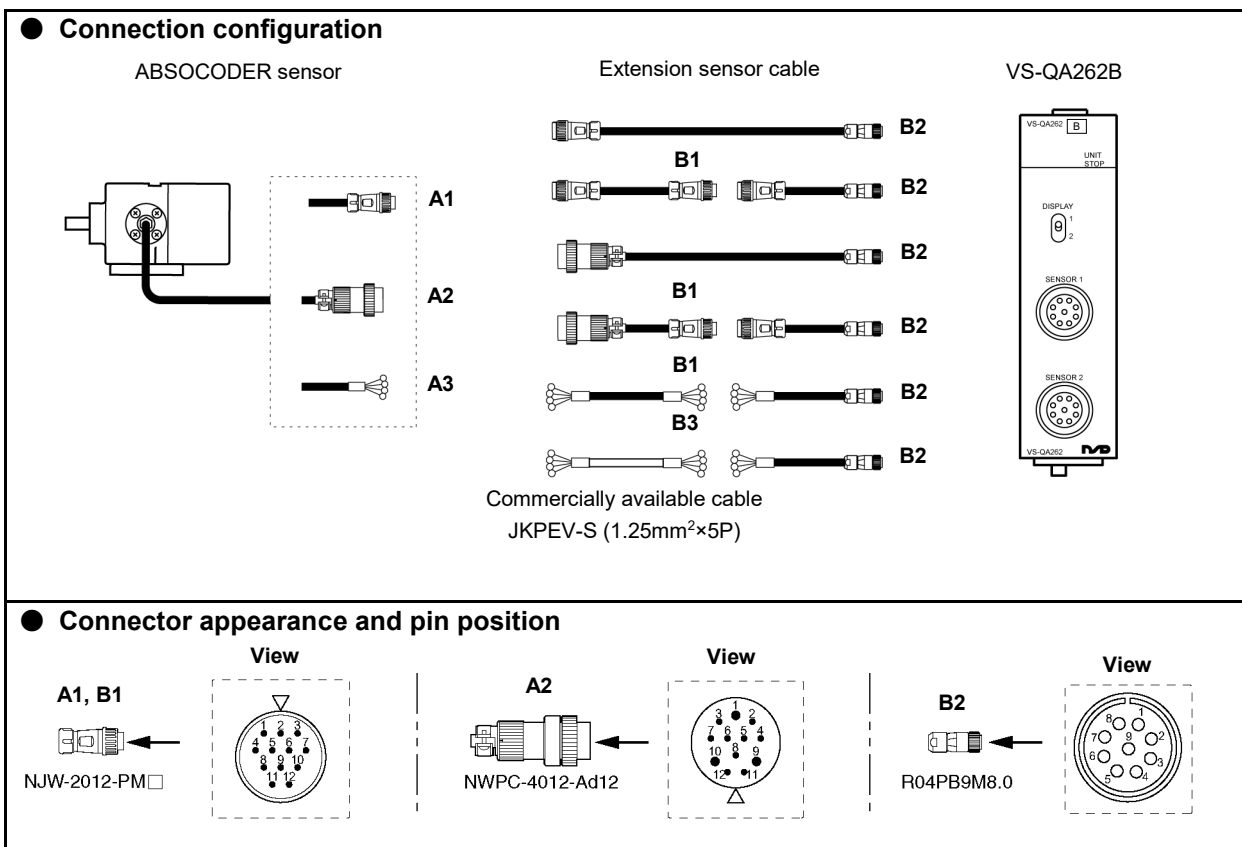 ● Connection configuration
ABSOCODER sensor
Extension sensor cable
VS-QA262B
A1
A2
A3
B2
B1
B2
B2
B1
B2
B1
B2
B3
B2
Commercially available cable
JKPEV-S (1.25mm²×5P)
VS-QA262 B
UNIT
STOP
DISPLAY
1
2
SENSOR 1
SENSOR 2
VS-QA262
NSD
● Connector appearance and pin position
A1, B1
NJW-2012-PM□
View
1 2 3
4 5 6 7
8 9 10
11 12
A2
NWPC-4012-Ad12
View
1
3 2
7 6 5 4
10 8 9
12 11
B2
R04PB9M8.0
View
8 1
7 9 2
6 3
5 4